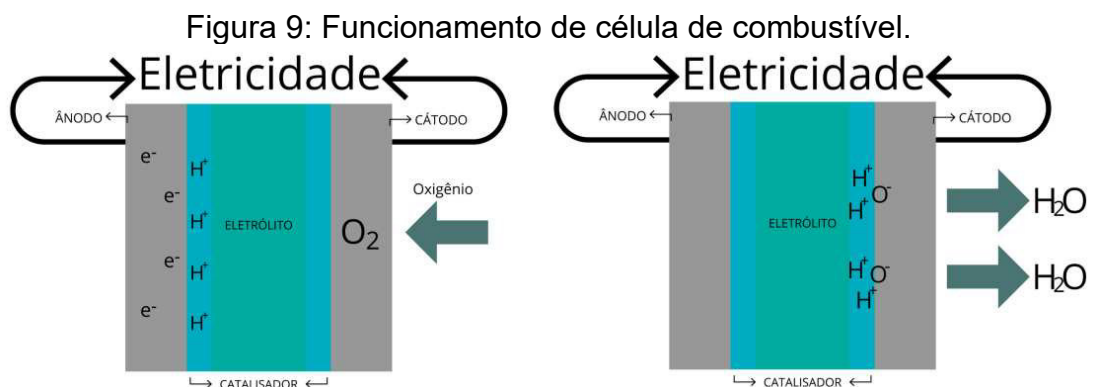 Figura 9: Funcionamento de célula de combustível.
Eletricidade
ÂNODO
CÁTODO
e⁻
H⁺
e⁻
H⁺
ELETRÓLITO
O₂
Oxigênio
e⁻
H⁺
e⁻
H⁺
CATALISADOR
Eletricidade
ÂNODO
CÁTODO
H⁺
O⁻
H⁺
H₂O
ELETRÓLITO
H⁺
O⁻
H⁺
H₂O
CATALISADOR